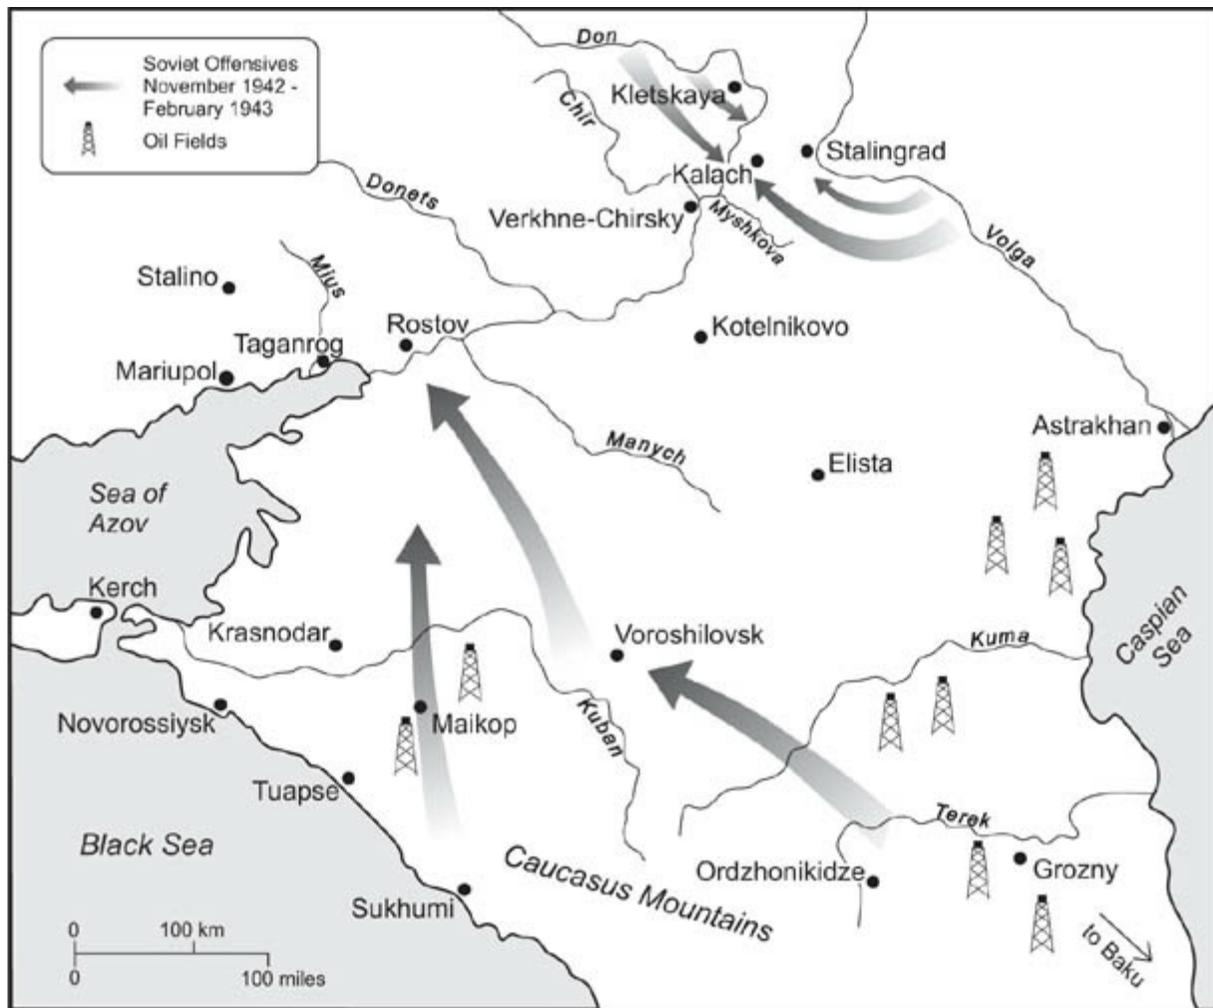 Soviet Offensives
November 1942 -
February 1943
Oil Fields
Don
Kletskaya
Chir
Stalingrad
Kalach
Donets
Verkhne-Chirsky
Myshkova
Volga
Mius
Stalino
Rostov
Kotelnikovo
Taganrog
Mariupol
Astrakhan
Manych
Elista
Sea of
Azov
Kerch
Krasnodar
Voroshilovsk
Kuma
Caspian
Sea
Novorossiysk
Maikop
Kuban
Tuapse
Terek
Black Sea
Caucasus Mountains
Ordzhonikidze
Grozny
Sukhumi
to Baku
0
100 km
0
100 miles